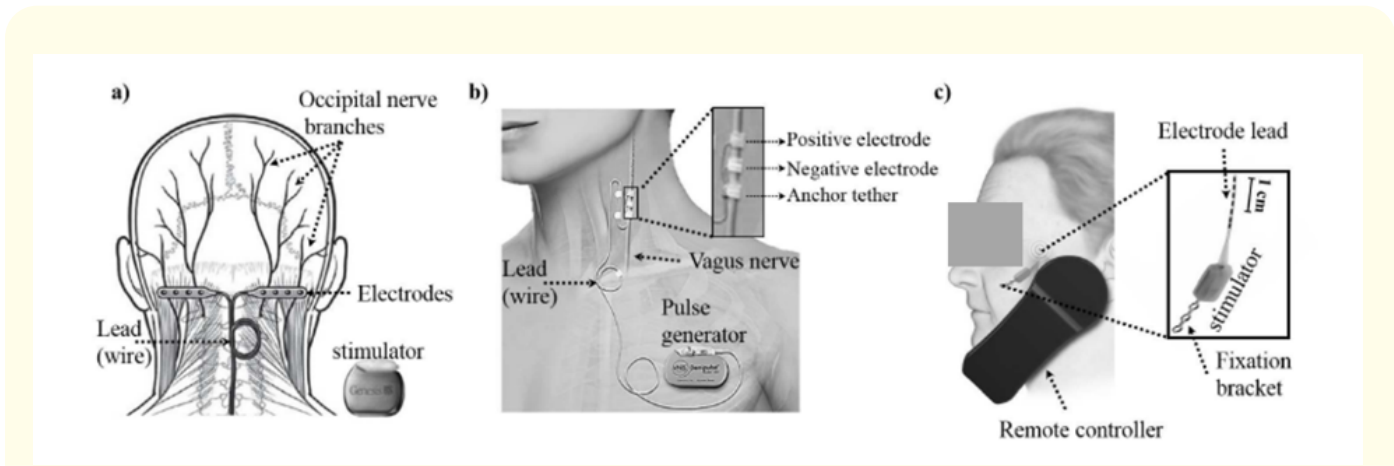 a)
Occipital nerve
branches
Electrodes
Lead
(wire)
stimulator
Genesis
b)
Positive electrode
Negative electrode
Anchor tether
Lead
(wire)
Vagus nerve
Pulse
generator
c)
Electrode lead
1 cm
stimulator
Fixation
bracket
Remote controller